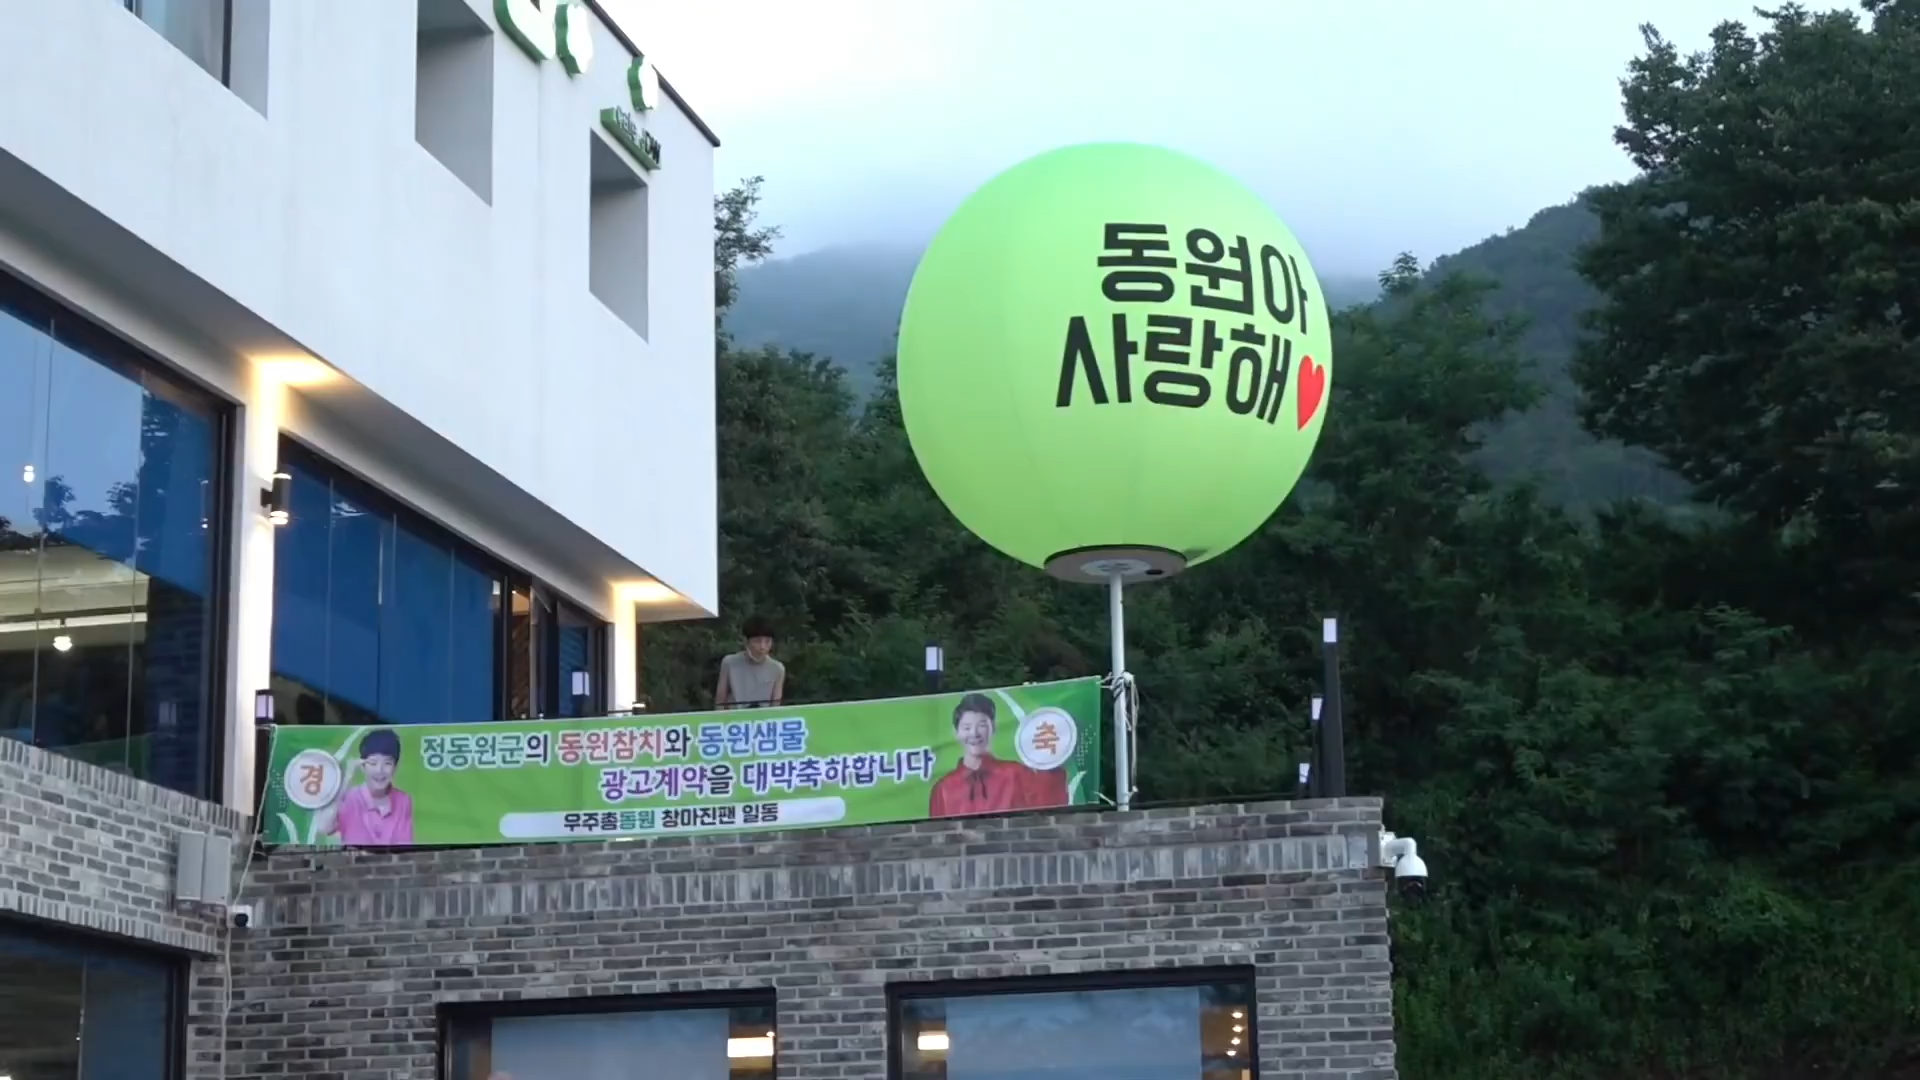 cafe JDW
동원아
사랑해
경
축
정동원군의 동원참치와 동원샘물
광고계약을 대박축하합니다
우주총동원 창마진팬 일동